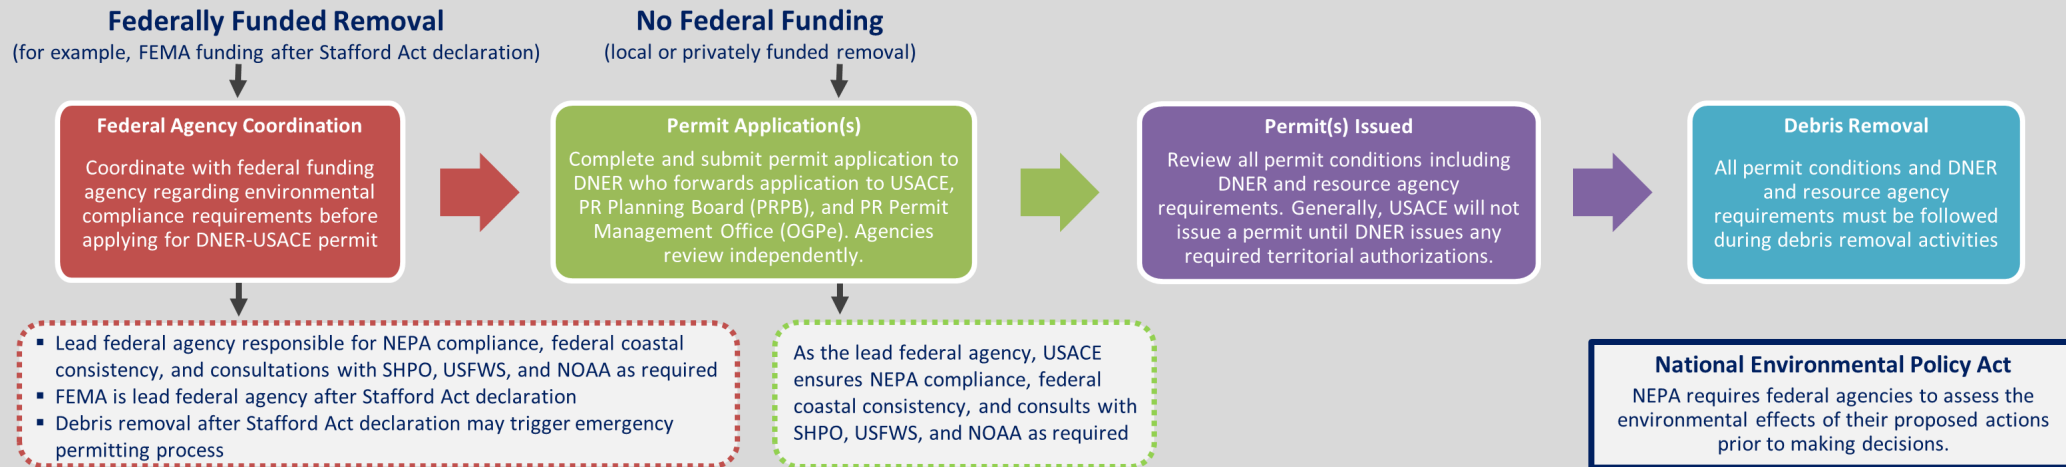 Federally Funded Removal
(for example, FEMA funding after Stafford Act declaration)
No Federal Funding
(local or privately funded removal)
Federal Agency Coordination
Coordinate with federal funding
agency regarding environmental
compliance requirements before
applying for DNER-USACE permit
Permit Application(s)
Complete and submit permit application to
DNER who forwards application to USACE,
PR Planning Board (PRPB), and PR Permit
Management Office (OGPe). Agencies
review independently.
Permit(s) Issued
Review all permit conditions including
DNER and resource agency
requirements. Generally, USACE will not
issue a permit until DNER issues any
required territorial authorizations.
Debris Removal
All permit conditions and DNER
and resource agency
requirements must be followed
during debris removal activities
▪ Lead federal agency responsible for NEPA compliance, federal coastal
consistency, and consultations with SHPO, USFWS, and NOAA as required
▪ FEMA is lead federal agency after Stafford Act declaration
▪ Debris removal after Stafford Act declaration may trigger emergency
permitting process
As the lead federal agency, USACE
ensures NEPA compliance, federal
coastal consistency, and consults with
SHPO, USFWS, and NOAA as required
National Environmental Policy Act
NEPA requires federal agencies to assess the
environmental effects of their proposed actions
prior to making decisions.